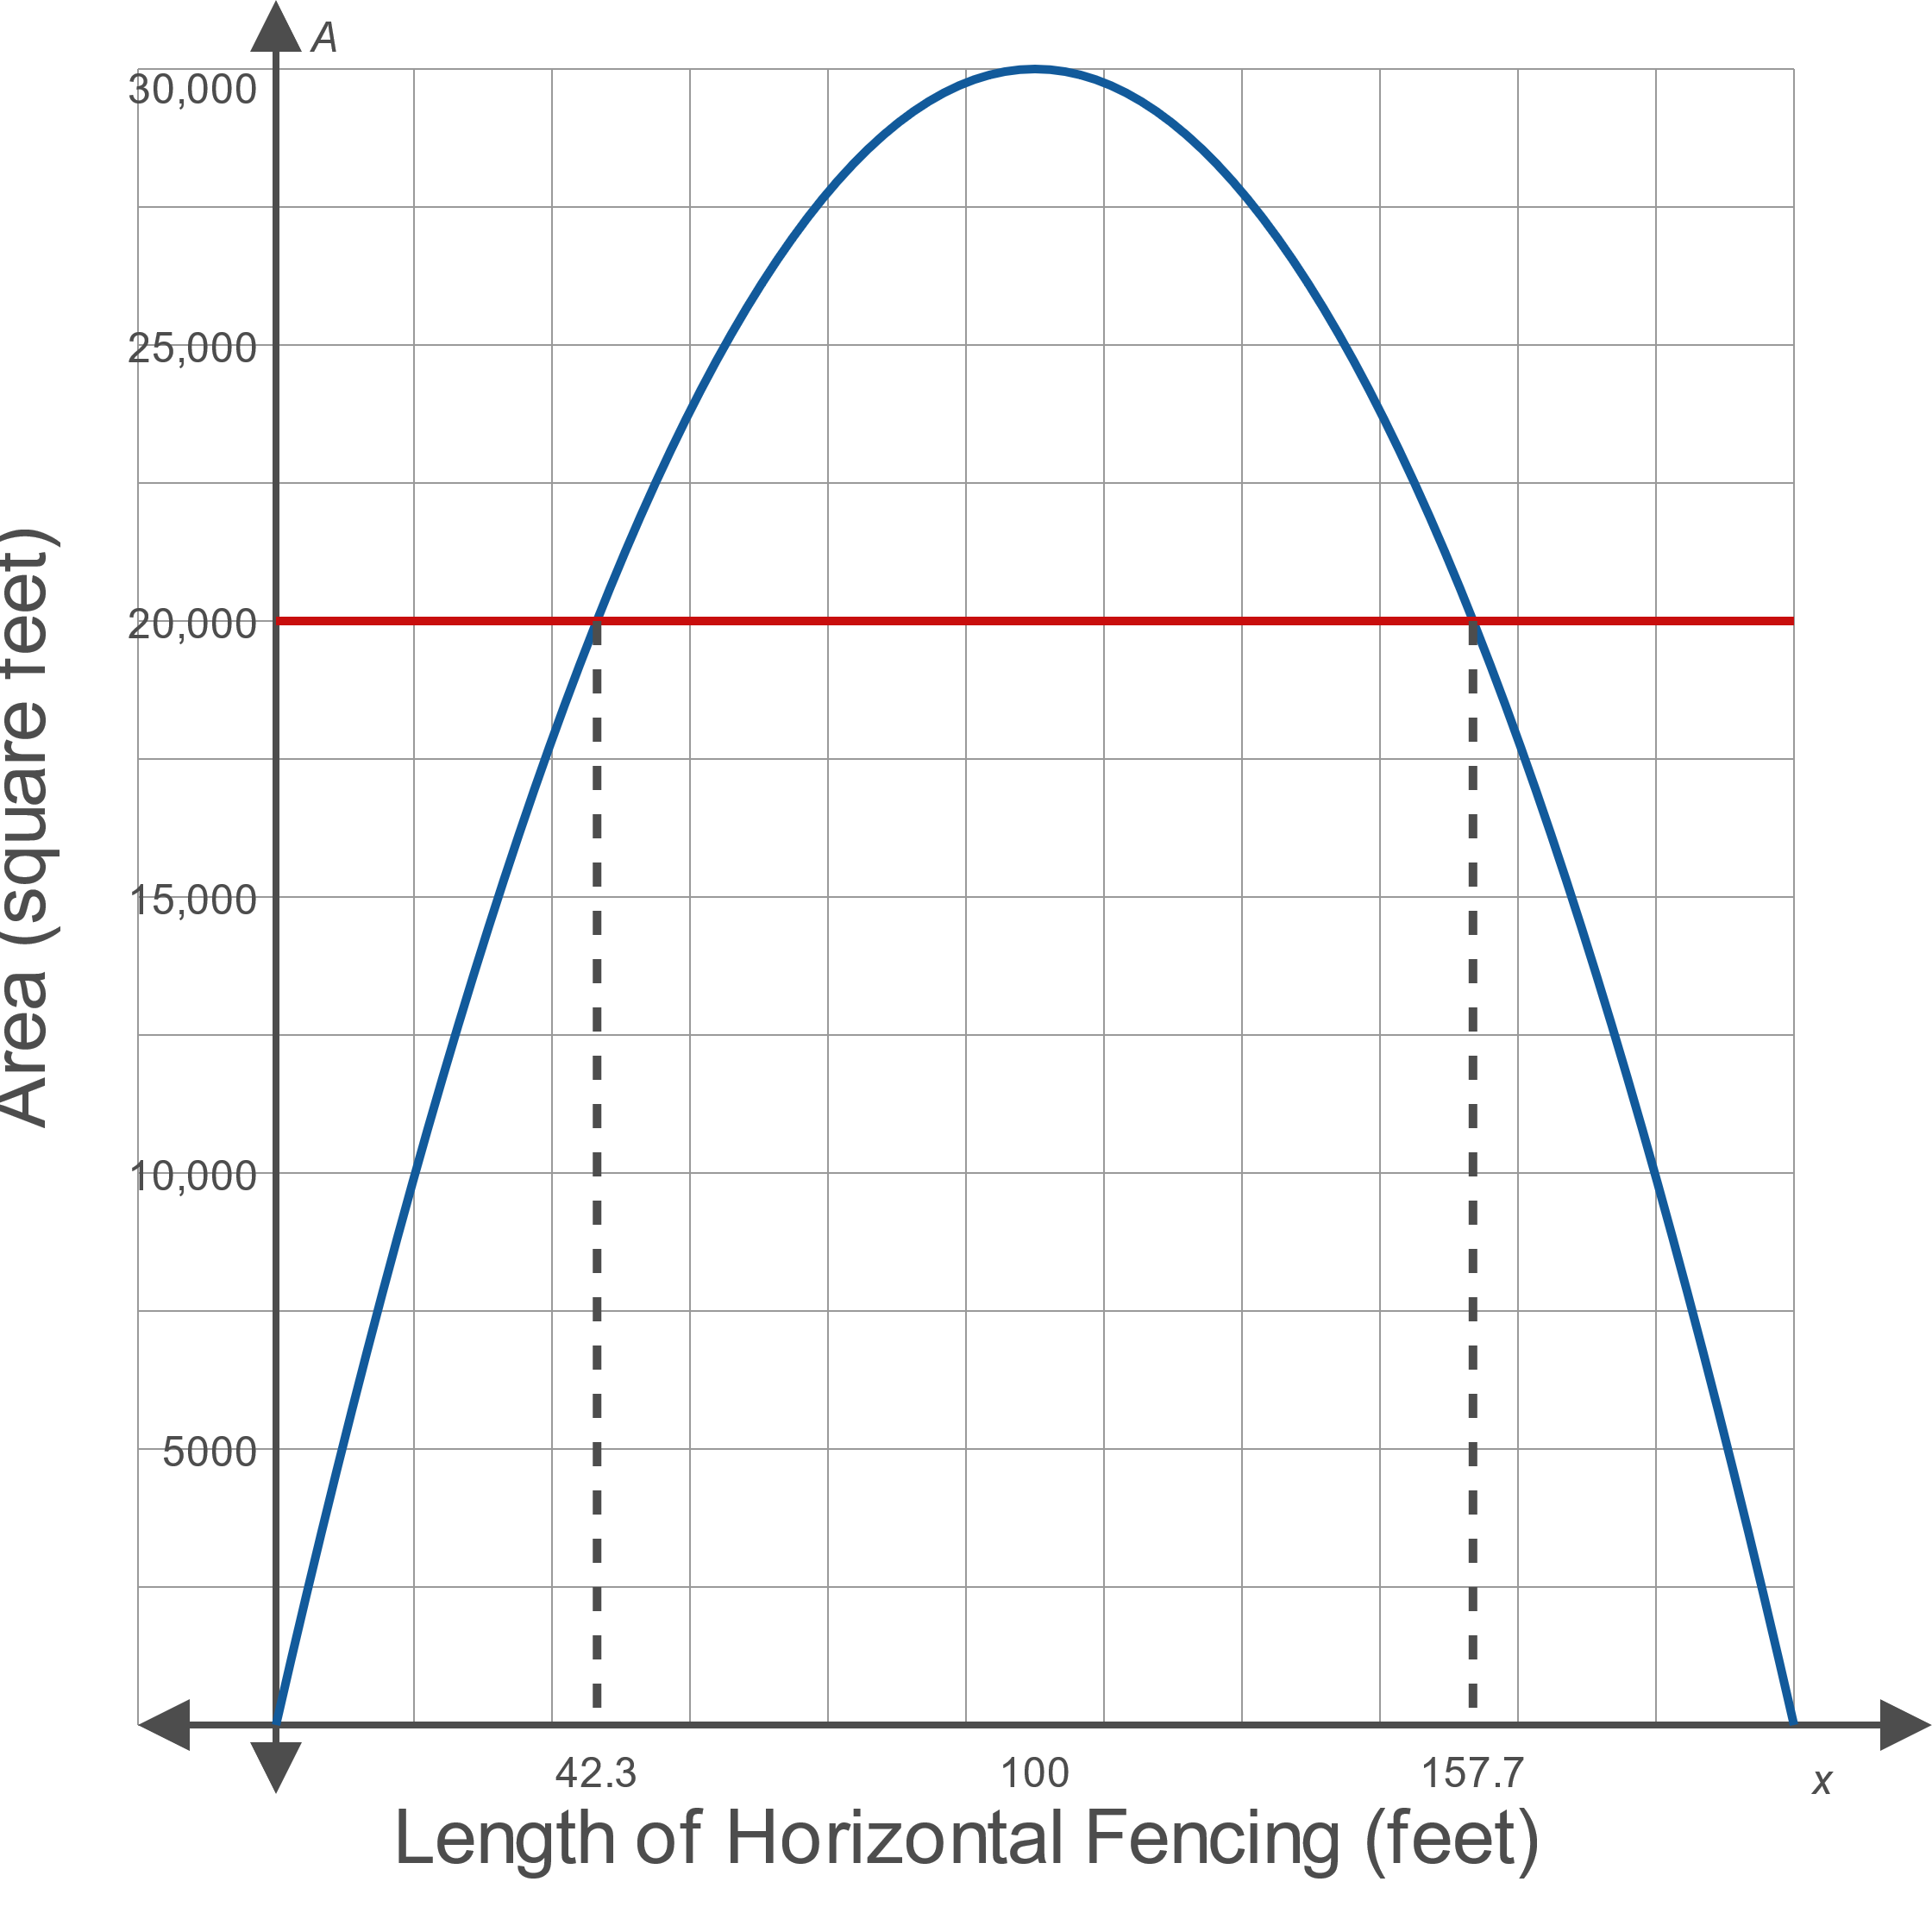 A
30,000
25,000
20,000
15,000
10,000
5000
Area (square feet)
42.3
100
157.7
x
Length of Horizontal Fencing (feet)